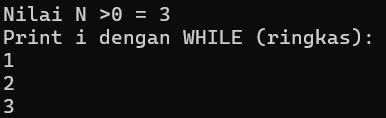 Nilai N >0 = 3
Print i dengan WHILE (ringkas):
1
2
3